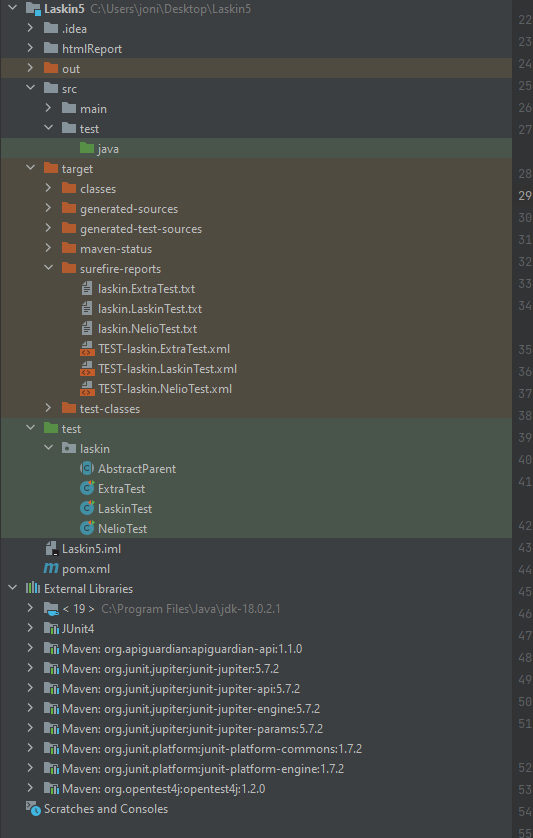 Laskin5 C:\Users\joni\Desktop\Laskin5
.idea
htmlReport
out
src
main
test
java
target
classes
generated-sources
generated-test-sources
maven-status
surefire-reports
laskin.ExtraTest.txt
laskin.LaskinTest.txt
laskin.NelioTest.txt
TEST-laskin.ExtraTest.xml
TEST-laskin.LaskinTest.xml
TEST-laskin.NelioTest.xml
test-classes
test
laskin
AbstractParent
ExtraTest
LaskinTest
NelioTest
Laskin5.iml
pom.xml
External Libraries
< 19 > C:\Program Files\Java\jdk-18.0.2.1
JUnit4
Maven: org.apiguardian:apiguardian-api:1.1.0
Maven: org.junit.jupiter:junit-jupiter:5.7.2
Maven: org.junit.jupiter:junit-jupiter-api:5.7.2
Maven: org.junit.jupiter:junit-jupiter-engine:5.7.2
Maven: org.junit.jupiter:junit-jupiter-params:5.7.2
Maven: org.junit.platform:junit-platform-commons:1.7.2
Maven: org.junit.platform:junit-platform-engine:1.7.2
Maven: org.opentest4j:opentest4j:1.2.0
Scratches and Consoles
22
23
24
25
26
27
28
29
30
31
32
33
34
35
36
37
38
39
40
41
42
43
44
45
46
47
48
49
50
51
52
53
54
55